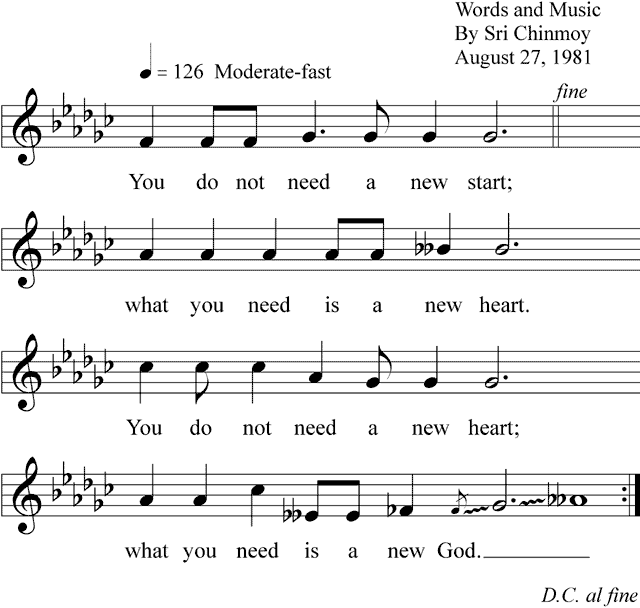 Words and Music
By Sri Chinmoy
August 27, 1981
= 126 Moderate-fast
fine
You do not need a new start;
what you need is a new heart.
You do not need a new heart;
what you need is a new God.
D.C. al fine